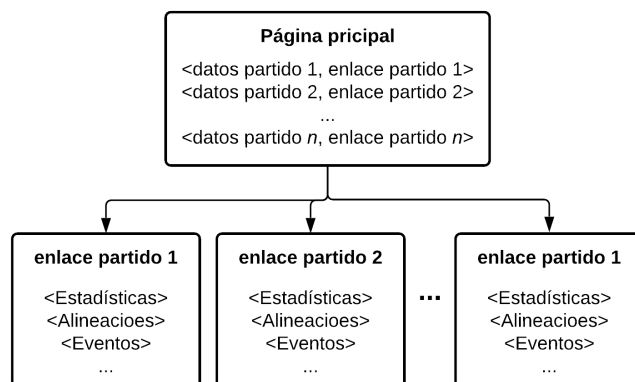 Página pricipal
<datos partido 1, enlace partido 1>
<datos partido 2, enlace partido 2>
...
<datos partido n, enlace partido n>
enlace partido 1
<Estadísticas>
<Alineacioes>
<Eventos>
...
enlace partido 2
<Estadísticas>
<Alineacioes>
<Eventos>
...
...
enlace partido 1
<Estadísticas>
<Alineacioes>
<Eventos>
...